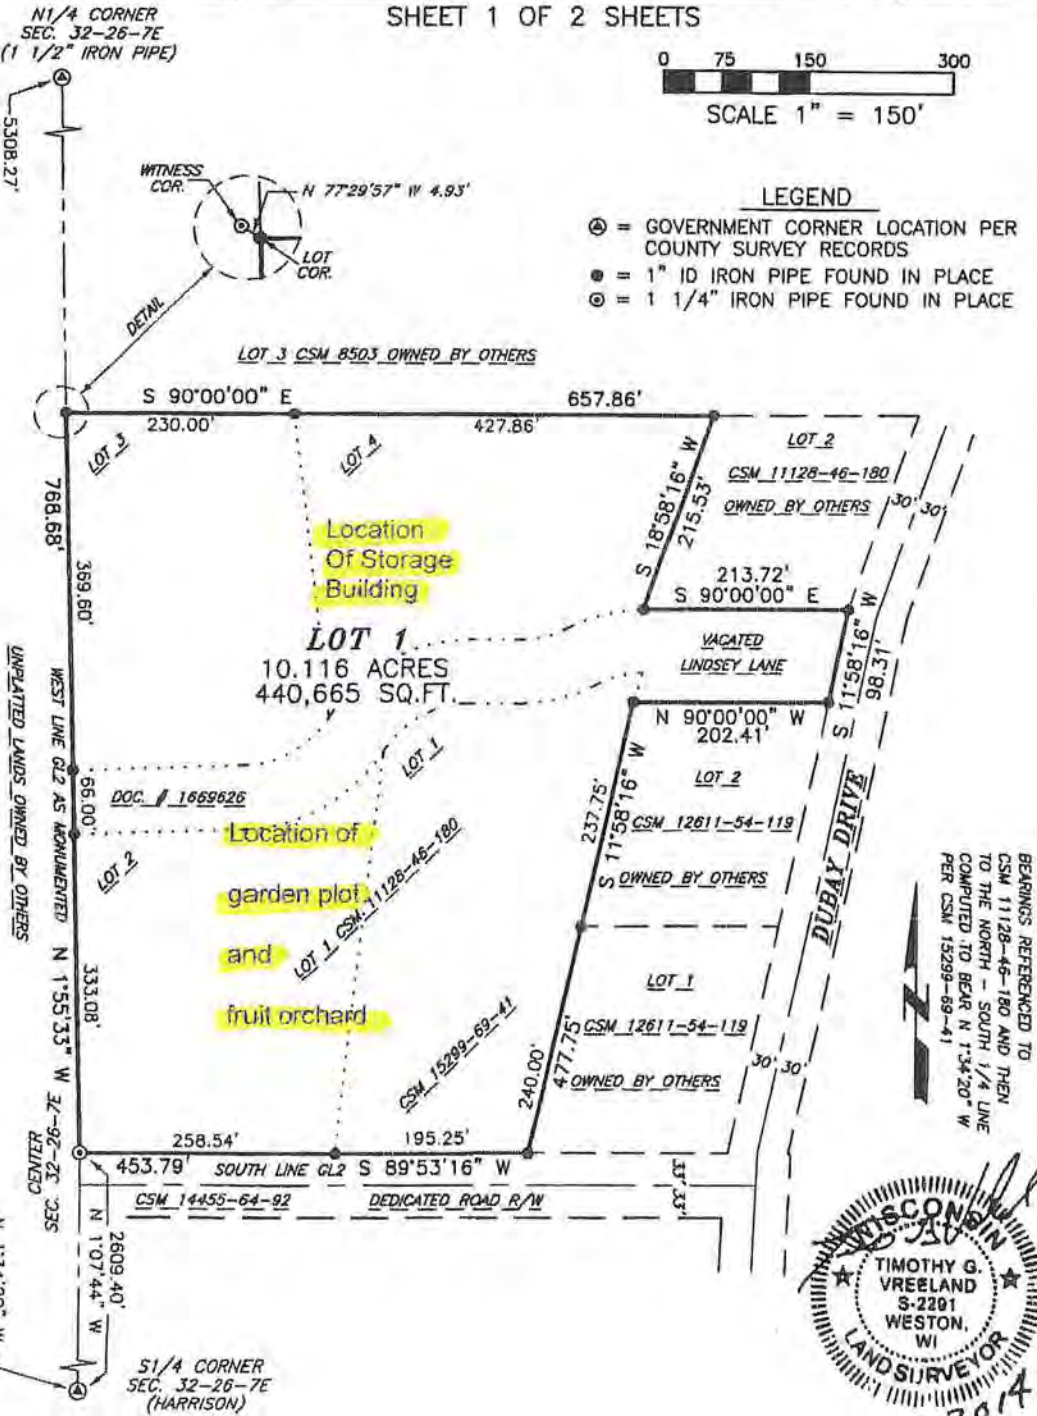 SHEET 1 OF 2 SHEETS
N1/4 CORNER
SEC. 32-26-7E
(1 1/2" IRON PIPE)
5308.27'
0 75 150 300
SCALE 1" = 150'
WITNESS
COR.
N 77°29'57" W 4.93'
LOT
COR.
DETAIL
LEGEND
= GOVERNMENT CORNER LOCATION PER
COUNTY SURVEY RECORDS
= 1" ID IRON PIPE FOUND IN PLACE
= 1 1/4" IRON PIPE FOUND IN PLACE
LOT 3 CSM 8503 OWNED BY OTHERS
S 90°00'00" E
657.86'
230.00'
427.86'
LOT 3
LOT 4
LOT 2
CSM 11128-46-180
OWNED BY OTHERS
30' 30'
S 18°58'16" W
215.53'
768.68'
369.60'
Location
Of Storage
Building
213.72'
S 90°00'00" E
LOT 1
10.116 ACRES
440,665 SQ.FT.
VACATED
LINDSEY LANE
S 11°58'16" W
98.31'
N 90°00'00" W
202.41'
UNPLATTED LANDS OWNED BY OTHERS
WEST LINE GL2 AS MONUMENTED N 1°55'33" W
66.00'
DOC. # 1669626
LOT 1
LOT 2
237.75'
S 11°58'16" W
LOT 2
CSM 12611-54-119
OWNED BY OTHERS
DUBAY DRIVE
Location of
garden plot
and
fruit orchard
LOT 1 CSM 11128-46-180
BEARINGS REFERENCED TO
CSM 11128-46-180 AND THEN
TO THE NORTH - SOUTH 1/4 LINE
COMPUTED TO BEAR N 1°34'20" W
PER CSM 15299-69-41
N
333.08'
LOT 1
CSM 12611-54-119
OWNED BY OTHERS
CSM 15299-69-41
240.00'
477.75'
30' 30'
258.54'
195.25'
453.79'
SOUTH LINE GL2 S 89°53'16" W
CENTER
SEC. 32-26-7E
CSM 14455-64-92
DEDICATED ROAD R/W
33' 33'
2609.40'
N 1°07'44" W
S1/4 CORNER
SEC. 32-26-7E
(HARRISON)
WISCONSIN
TIMOTHY G.
VREELAND
S-2291
WESTON,
WI
LAND SURVEYOR
2014